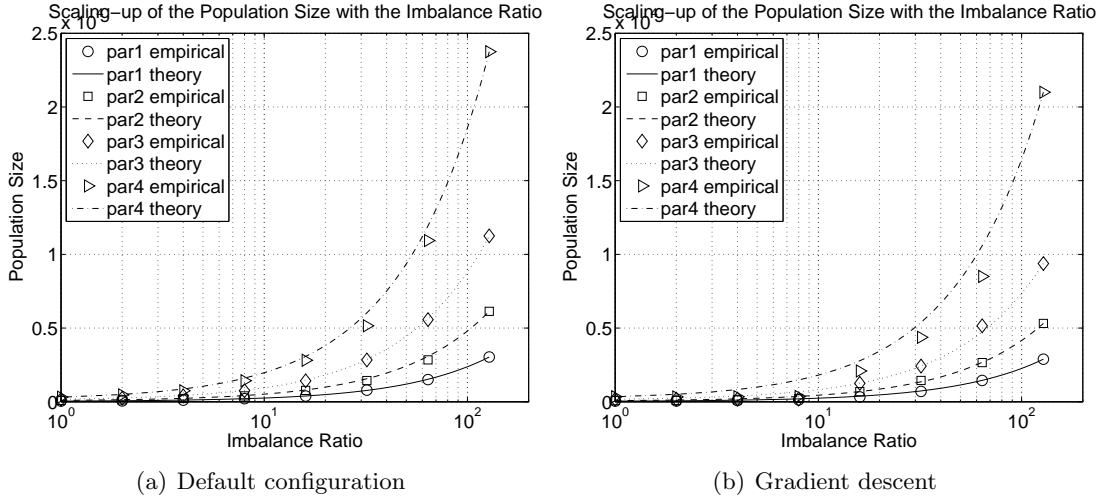 Scaling−up of the Population Size with the Imbalance Ratio
x 10^4
2.5
2
1.5
1
0.5
0
Population Size
par1 empirical
par1 theory
par2 empirical
par2 theory
par3 empirical
par3 theory
par4 empirical
par4 theory
10^0 10^1 10^2
Imbalance Ratio
(a) Default configuration
Scaling−up of the Population Size with the Imbalance Ratio
x 10^4
2.5
2
1.5
1
0.5
0
Population Size
par1 empirical
par1 theory
par2 empirical
par2 theory
par3 empirical
par3 theory
par4 empirical
par4 theory
10^0 10^1 10^2
Imbalance Ratio
(b) Gradient descent